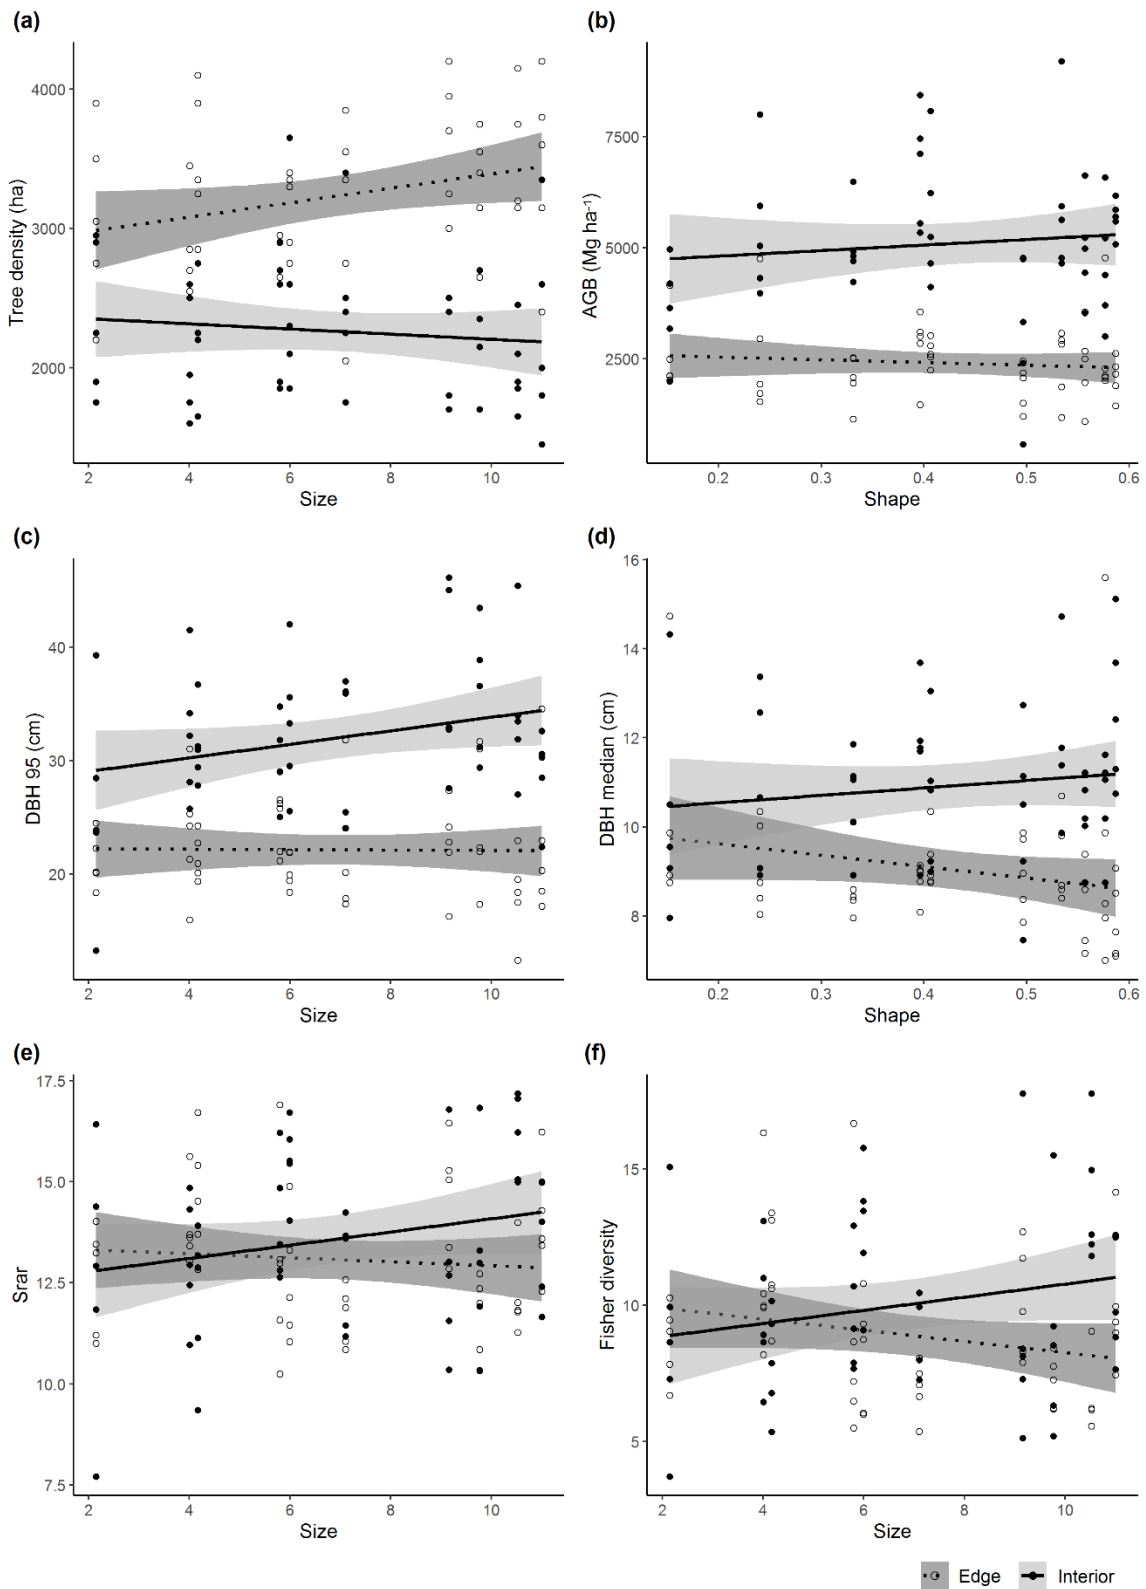 (a)
4000
3000
2000
Tree density (ha)
2 4 6 8 10
Size
(b)
7500
5000
2500
AGB (Mg ha⁻¹)
0.2 0.3 0.4 0.5 0.6
Shape
(c)
40
30
20
DBH 95 (cm)
2 4 6 8 10
Size
(d)
16
14
12
10
8
DBH median (cm)
0.2 0.3 0.4 0.5 0.6
Shape
(e)
17.5
15.0
12.5
10.0
7.5
Srar
2 4 6 8 10
Size
(f)
15
10
5
Fisher diversity
2 4 6 8 10
Size
Edge Interior